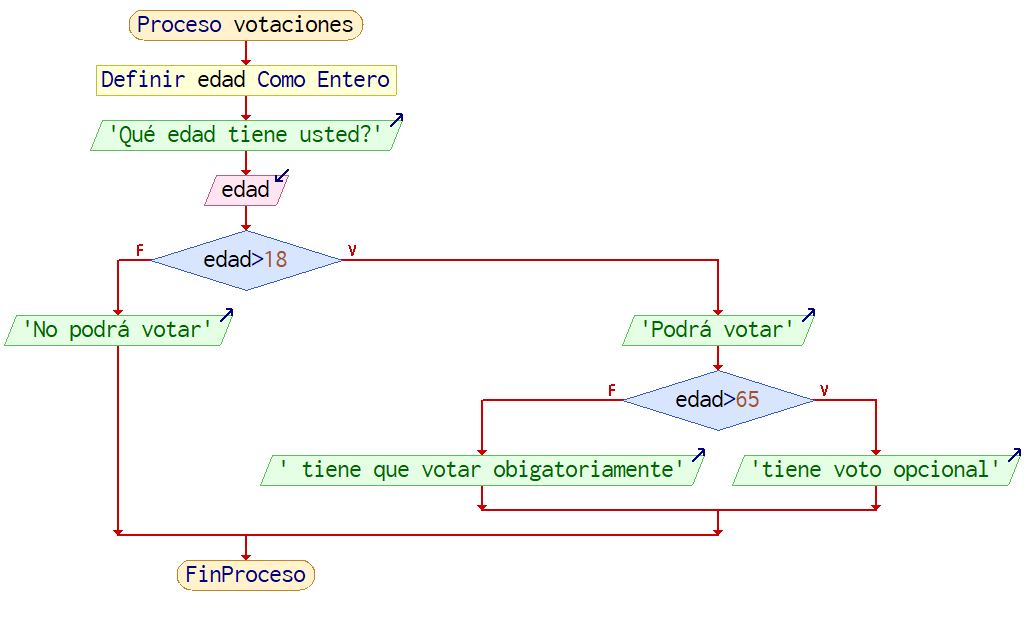 Proceso votaciones
Definir edad Como Entero
'Qué edad tiene usted?'
edad
F
edad>18
V
'No podrá votar'
'Podrá votar'
F
edad>65
V
' tiene que votar obigatoriamente'
'tiene voto opcional'
FinProceso